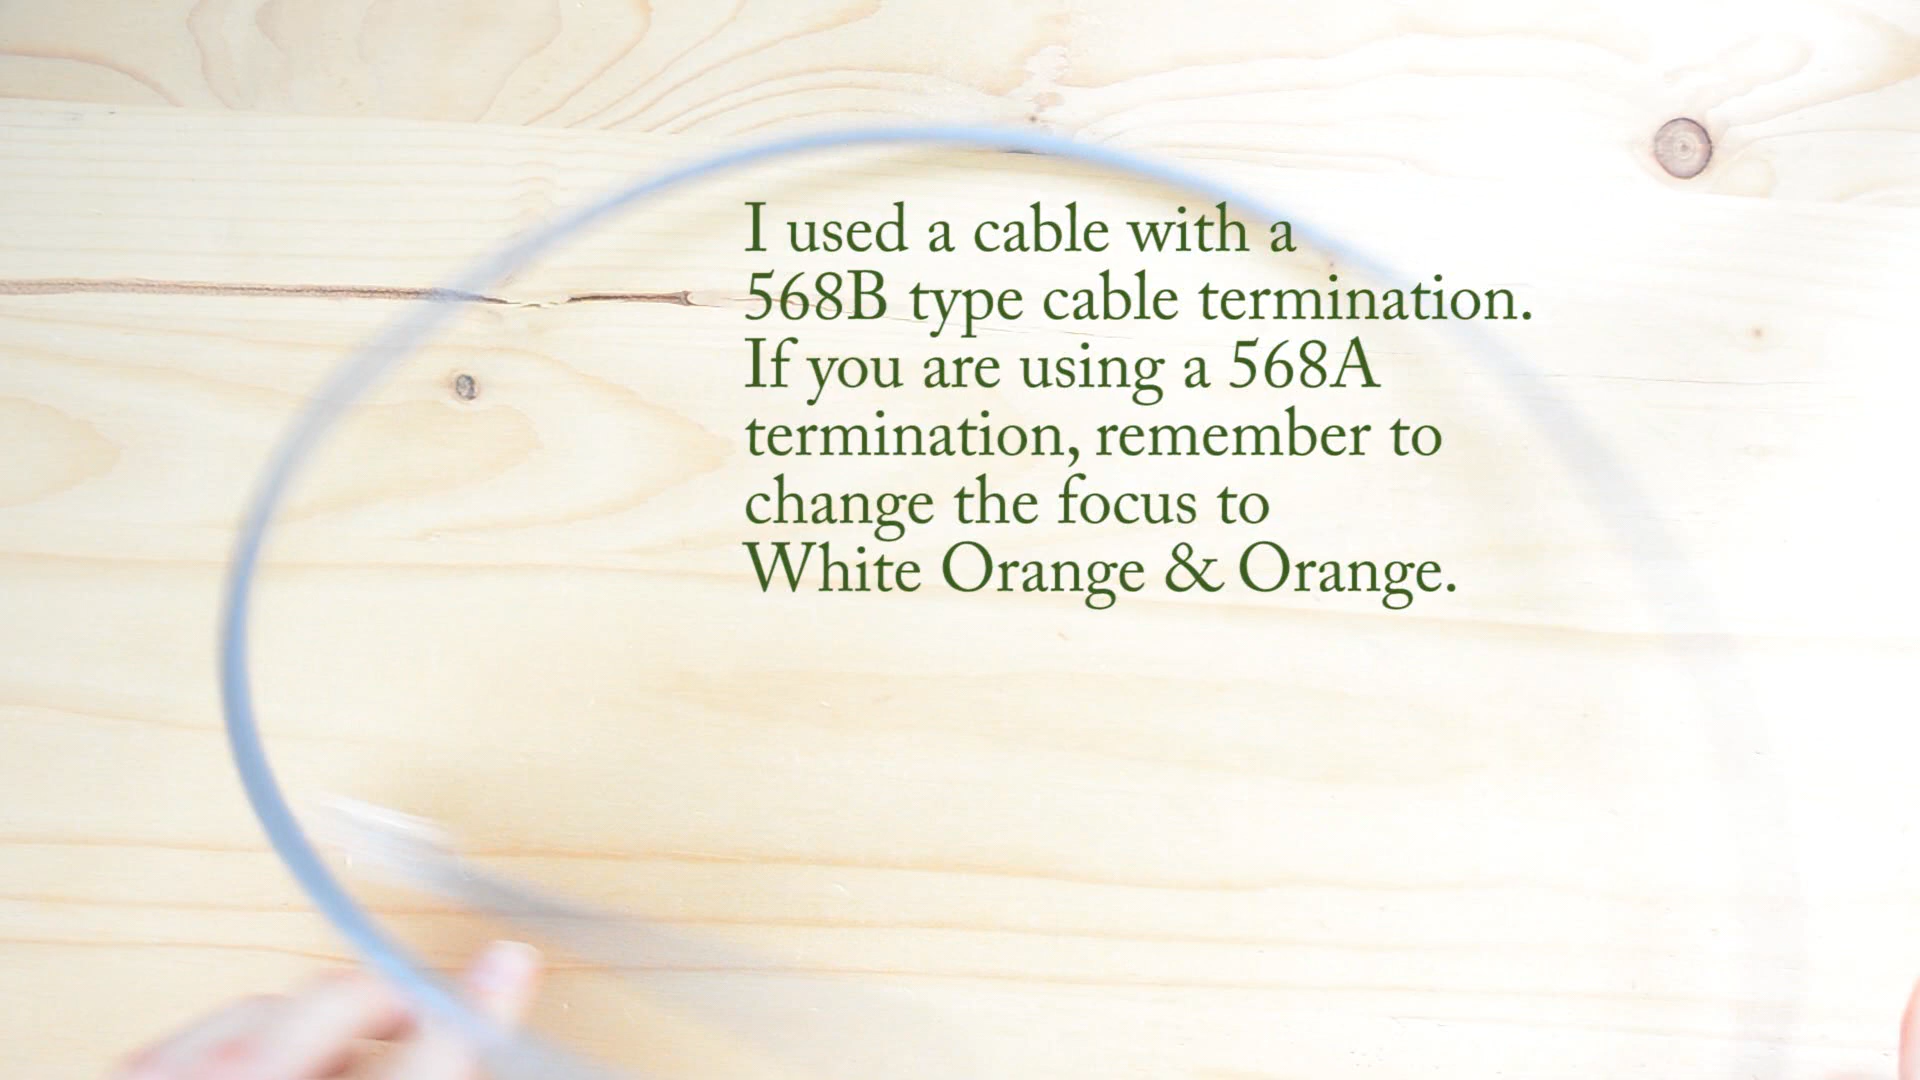 I used a cable with a
568B type cable termination.
If you are using a 568A
termination, remember to
change the focus to
White Orange & Orange.